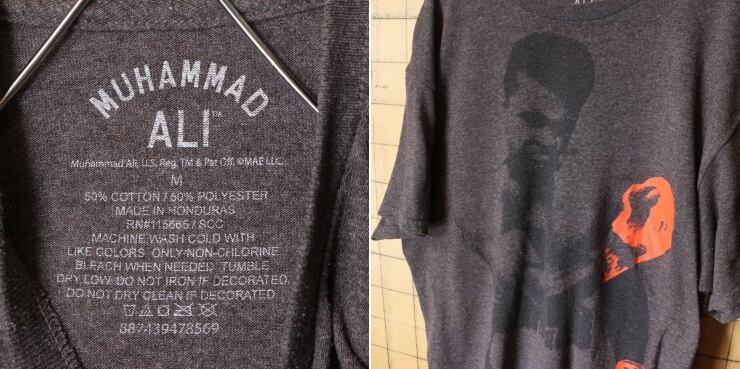 MUHAMMAD
ALI™
Muhammad Ali, U.S. Reg. TM & Pat Off. ©MAE LLC.
M
50% COTTON / 50% POLYESTER
MADE IN HONDURAS
RN#115665 / SCC
MACHINE WASH COLD WITH
LIKE COLORS ONLY NON-CHLORINE
BLEACH WHEN NEEDED TUMBLE
DRY LOW DO NOT IRON IF DECORATED
DO NOT DRY CLEAN IF DECORATED
887439478569
ALI